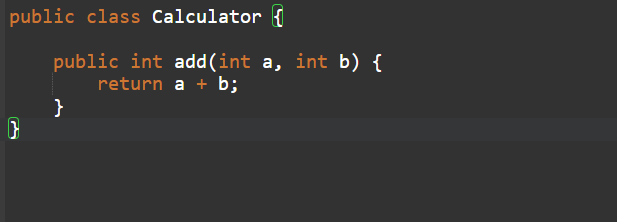 public class Calculator {
    public int add(int a, int b) {
        return a + b;
    }
}